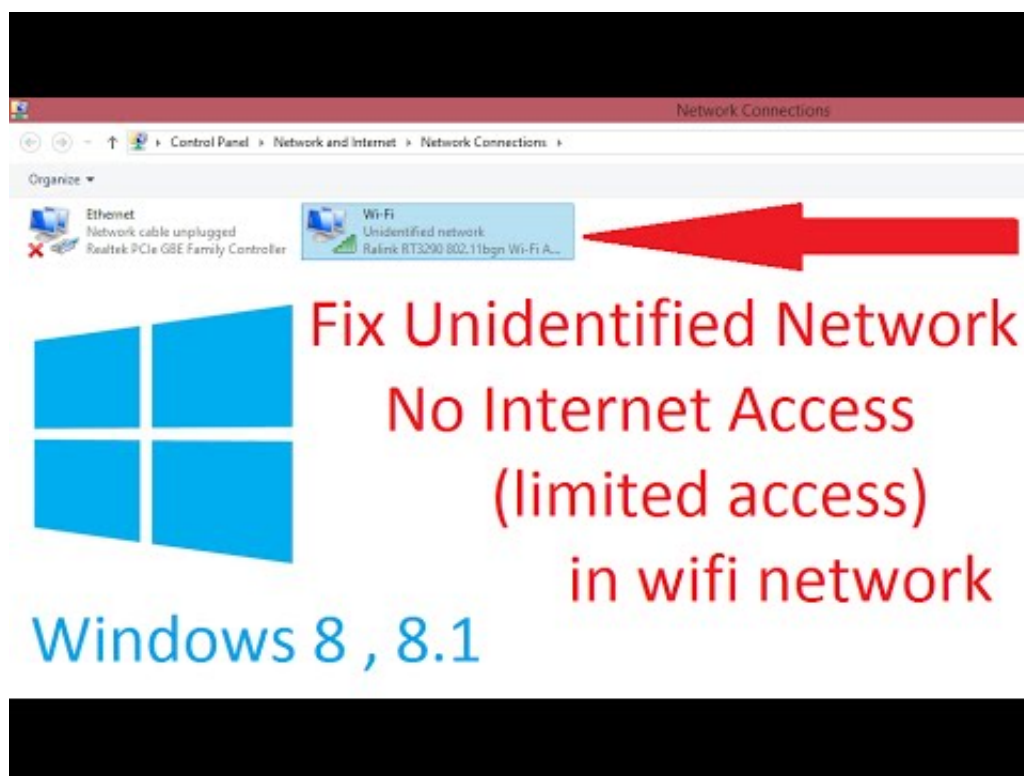 Network Connections
Control Panel Network and Internet Network Connections
Organize
Ethernet
Network cable unplugged
Realtek PCIe GBE Family Controller
Wi-Fi
Unidentified network
Ralink RT3290 802.11bgn Wi-Fi A...
Fix Unidentified Network
No Internet Access
(limited access)
in wifi network
Windows 8 , 8.1